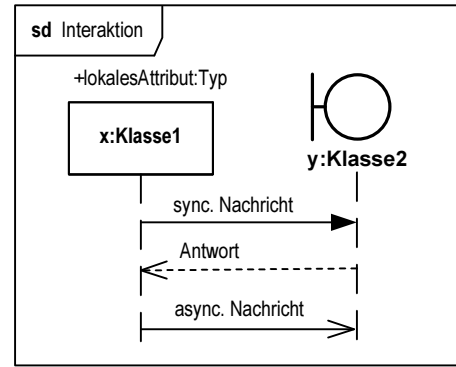 sd Interaktion
+lokalesAttribut:Typ
x:Klasse1
y:Klasse2
sync. Nachricht
Antwort
async. Nachricht